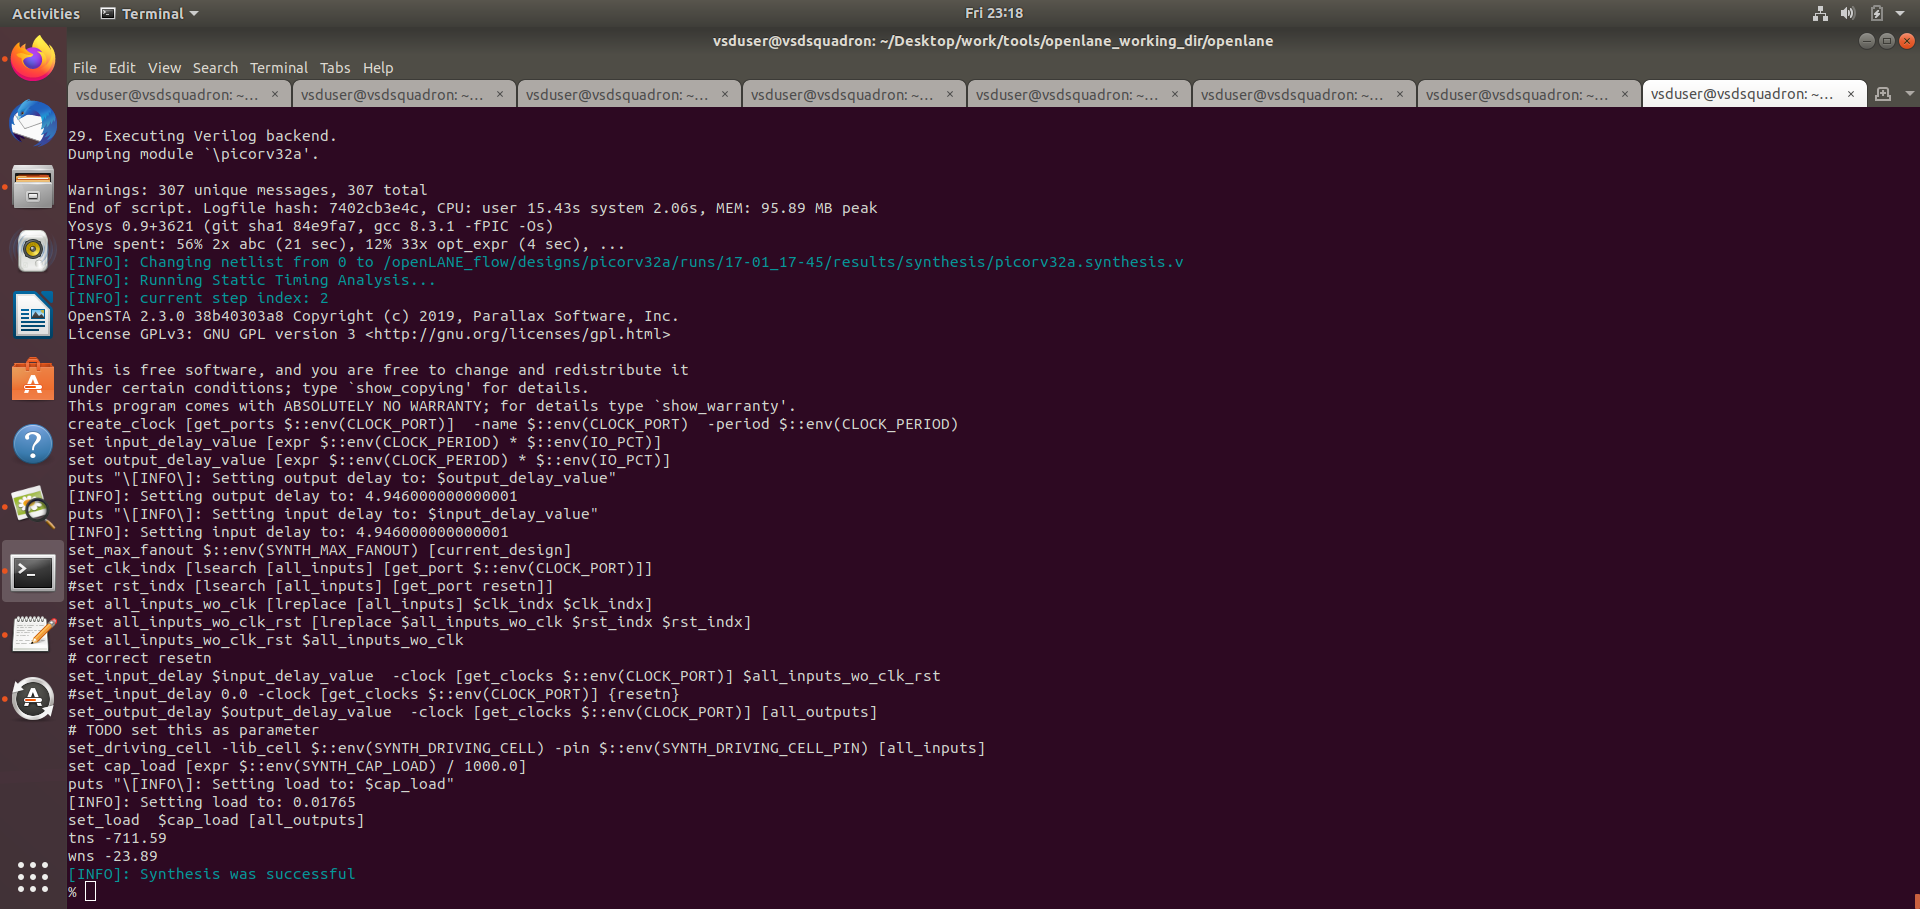 Activities
Terminal
Fri 23:18
vsduser@vsdsquadron: ~/Desktop/work/tools/openlane_working_dir/openlane
File Edit View Search Terminal Tabs Help
vsduser@vsdsquadron: ~... × vsduser@vsdsquadron: ~... × vsduser@vsdsquadron: ~... × vsduser@vsdsquadron: ~... × vsduser@vsdsquadron: ~... × vsduser@vsdsquadron: ~... × vsduser@vsdsquadron: ~... × vsduser@vsdsquadron: ~... ×
29. Executing Verilog backend.
Dumping module `\picorv32a'.
Warnings: 307 unique messages, 307 total
End of script. Logfile hash: 7402cb3e4c, CPU: user 15.43s system 2.06s, MEM: 95.89 MB peak
Yosys 0.9+3621 (git sha1 84e9fa7, gcc 8.3.1 -fPIC -Os)
Time spent: 56% 2x abc (21 sec), 12% 33x opt_expr (4 sec), ...
[INFO]: Changing netlist from 0 to /openLANE_flow/designs/picorv32a/runs/17-01_17-45/results/synthesis/picorv32a.synthesis.v
[INFO]: Running Static Timing Analysis...
[INFO]: current step index: 2
OpenSTA 2.3.0 38b40303a8 Copyright (c) 2019, Parallax Software, Inc.
License GPLv3: GNU GPL version 3 <http://gnu.org/licenses/gpl.html>
This is free software, and you are free to change and redistribute it
under certain conditions; type `show_copying' for details.
This program comes with ABSOLUTELY NO WARRANTY; for details type `show_warranty'.
create_clock [get_ports $::env(CLOCK_PORT)]  -name $::env(CLOCK_PORT)  -period $::env(CLOCK_PERIOD)
set input_delay_value [expr $::env(CLOCK_PERIOD) * $::env(IO_PCT)]
set output_delay_value [expr $::env(CLOCK_PERIOD) * $::env(IO_PCT)]
puts "\[INFO\]: Setting output delay to: $output_delay_value"
[INFO]: Setting output delay to: 4.946000000000001
puts "\[INFO\]: Setting input delay to: $input_delay_value"
[INFO]: Setting input delay to: 4.946000000000001
set_max_fanout $::env(SYNTH_MAX_FANOUT) [current_design]
set clk_indx [lsearch [all_inputs] [get_port $::env(CLOCK_PORT)]]
#set rst_indx [lsearch [all_inputs] [get_port resetn]]
set all_inputs_wo_clk [lreplace [all_inputs] $clk_indx $clk_indx]
#set all_inputs_wo_clk_rst [lreplace $all_inputs_wo_clk $rst_indx $rst_indx]
set all_inputs_wo_clk_rst $all_inputs_wo_clk
# correct resetn
set_input_delay $input_delay_value  -clock [get_clocks $::env(CLOCK_PORT)] $all_inputs_wo_clk_rst
#set_input_delay 0.0 -clock [get_clocks $::env(CLOCK_PORT)] {resetn}
set_output_delay $output_delay_value  -clock [get_clocks $::env(CLOCK_PORT)] [all_outputs]
# TODO set this as parameter
set_driving_cell -lib_cell $::env(SYNTH_DRIVING_CELL) -pin $::env(SYNTH_DRIVING_CELL_PIN) [all_inputs]
set cap_load [expr $::env(SYNTH_CAP_LOAD) / 1000.0]
puts "\[INFO\]: Setting load to: $cap_load"
[INFO]: Setting load to: 0.01765
set_load  $cap_load [all_outputs]
tns -711.59
wns -23.89
[INFO]: Synthesis was successful
%